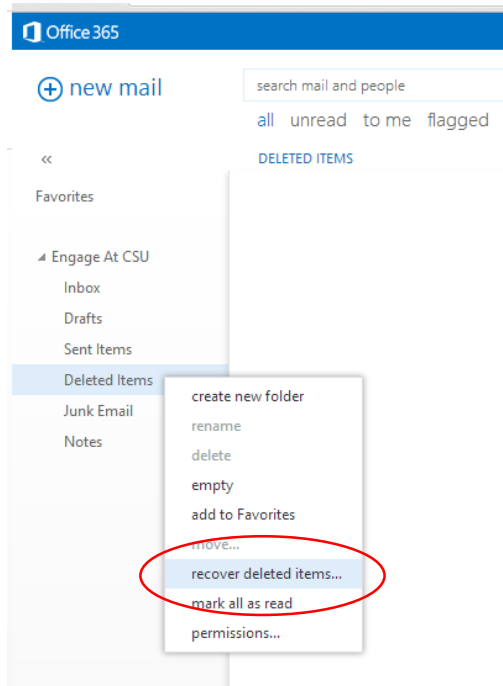 Office 365
new mail
search mail and people
all unread to me flagged
«
DELETED ITEMS
Favorites
Engage At CSU
Inbox
Drafts
Sent Items
Deleted Items
Junk Email
Notes
create new folder
rename
delete
empty
add to Favorites
move...
recover deleted items...
mark all as read
permissions...